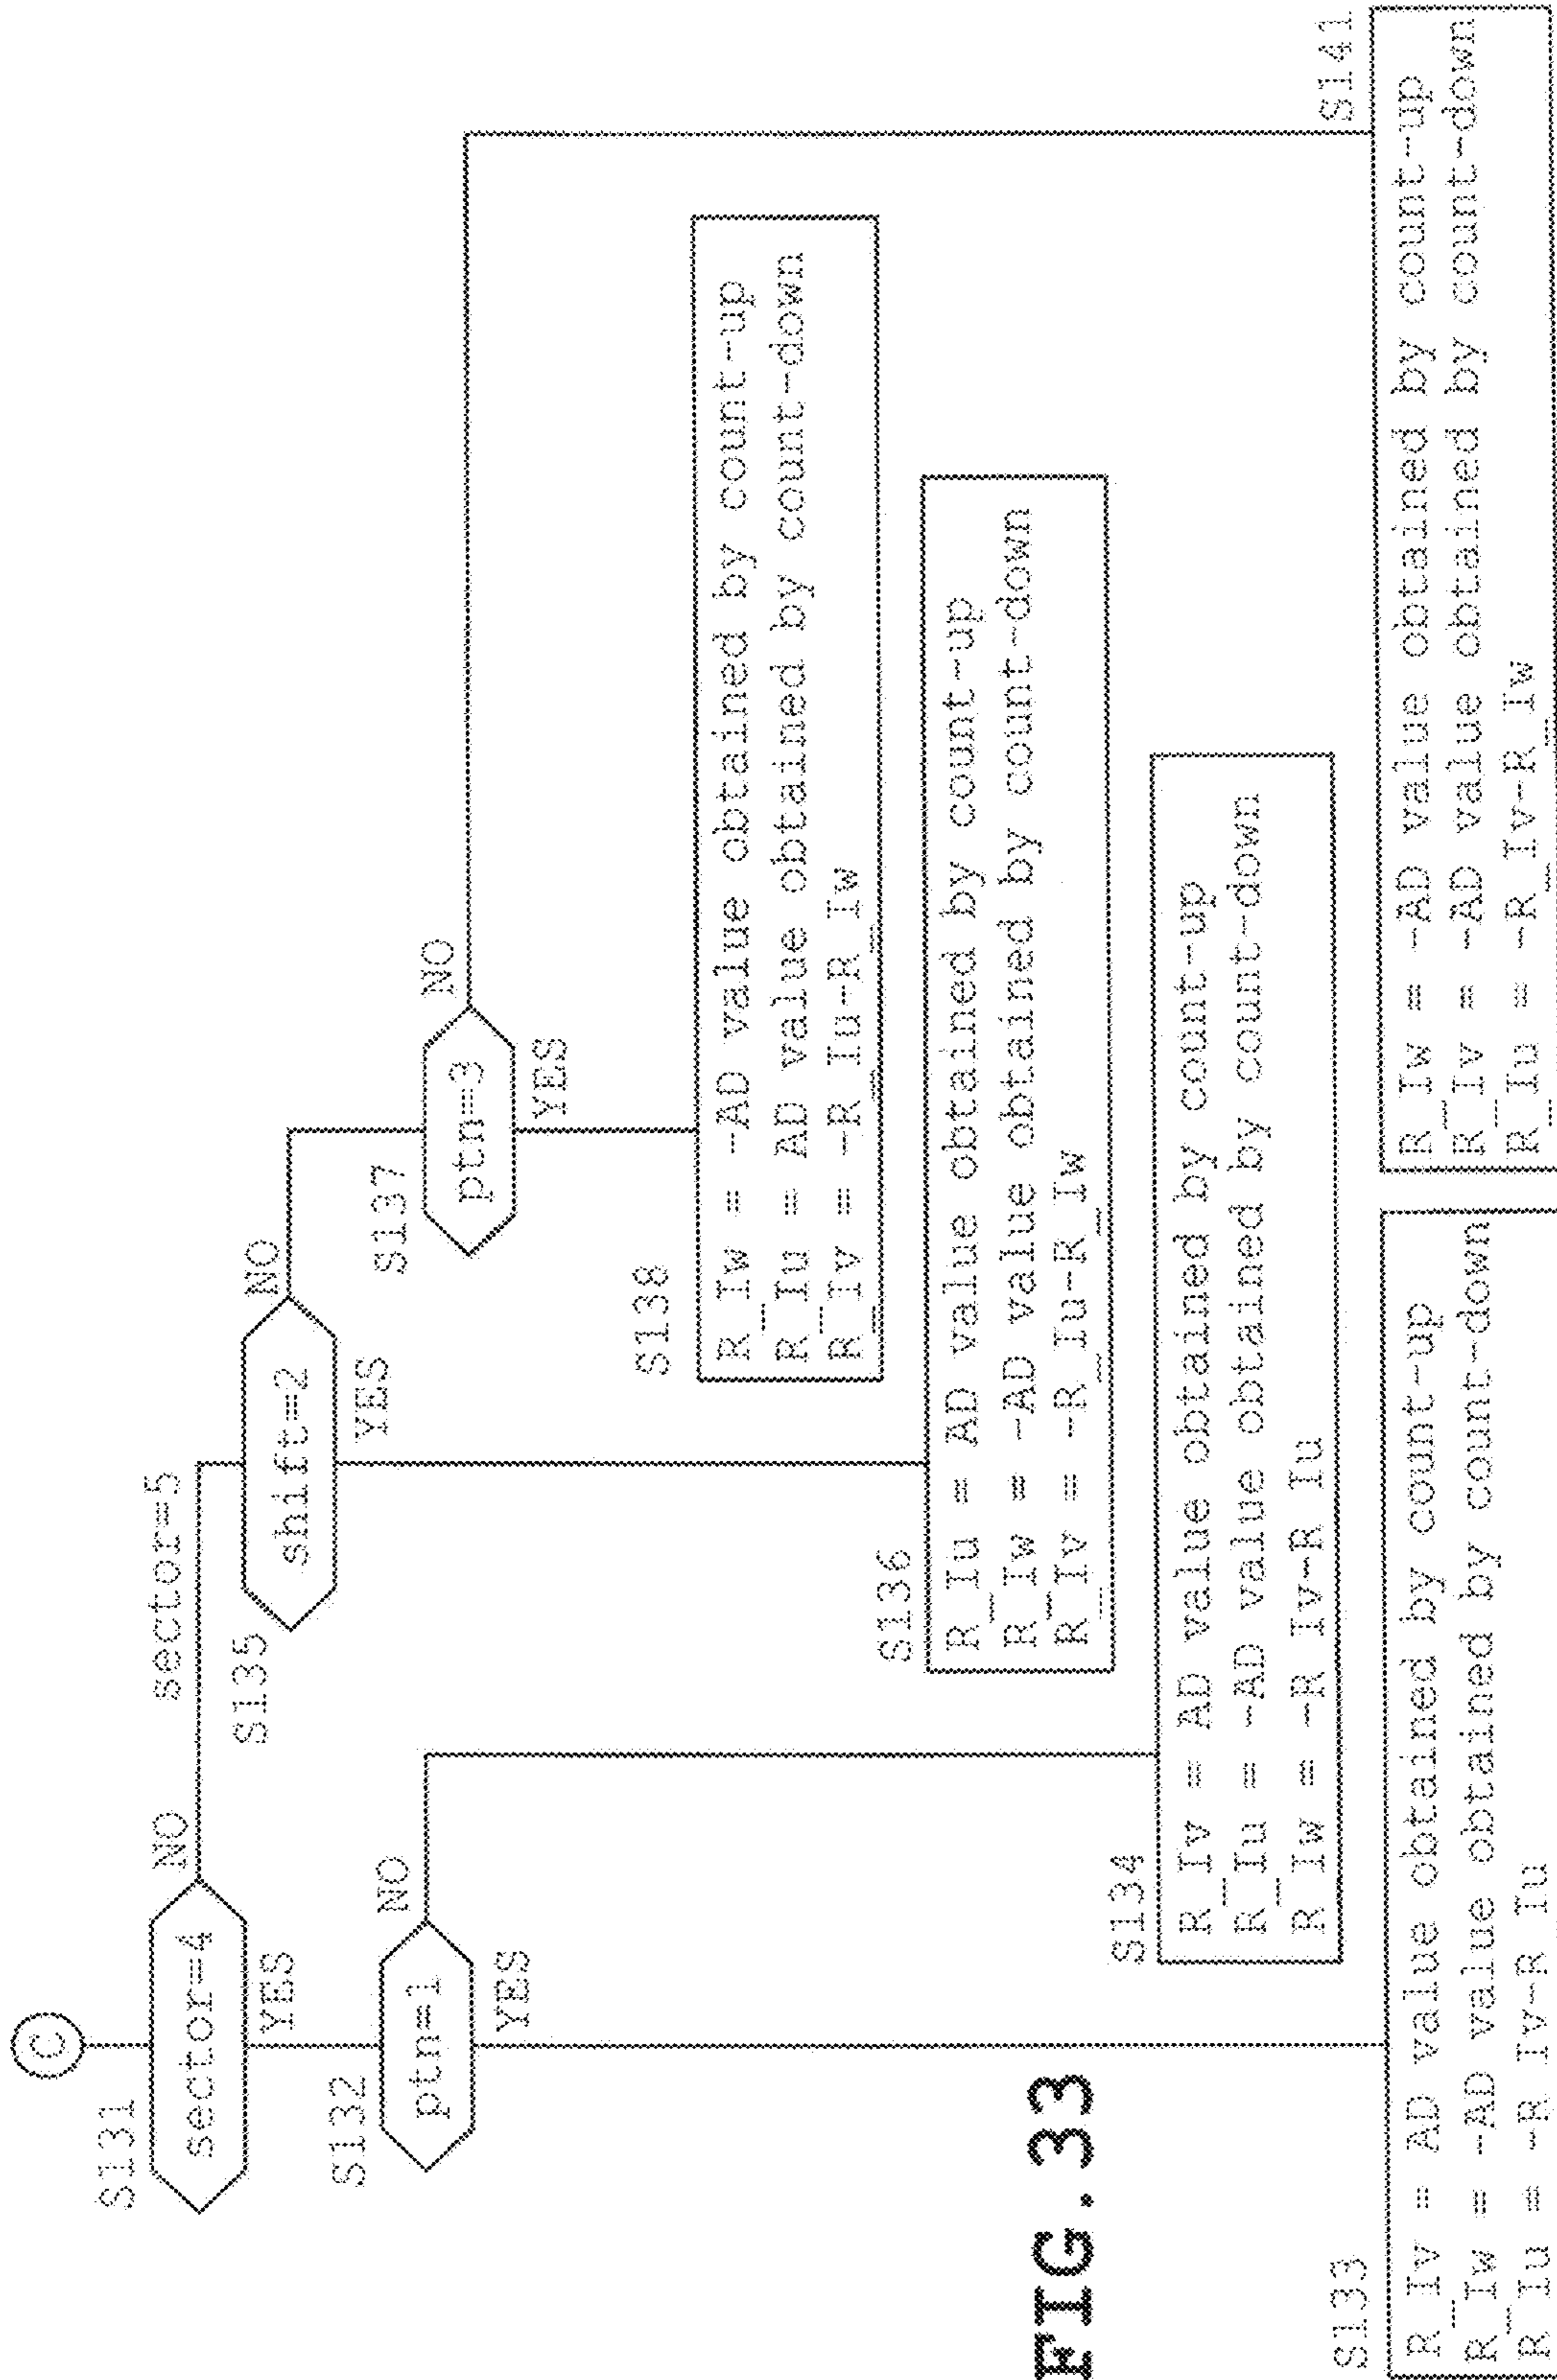 C
S131
sector=4
YES
NO
sector=5
S132
ptn=1
YES
NO
S135
shift=2
YES
NO
S137
ptn=3
YES
NO
S138
R_Iw = -AD value obtained by count-up
R_Iu = AD value obtained by count-down
R_Iv = -R_Iu-R_Iw
S136
R_Iu = AD value obtained by count-up
R_Iw = -AD value obtained by count-down
R_Iv = -R_Iu-R_Iw
S134
R_Iv = AD value obtained by count-up
R_Iu = -AD value obtained by count-down
R_Iw = -R_Iv-R_Iu
FIG.33
S133
R_Iv = AD value obtained by count-up
R_Iw = -AD value obtained by count-down
R_Iu = -R_Iv-R_Iu
S141
R_Iw = -AD value obtained by count-up
R_Iv = -AD value obtained by count-down
R_Iu = -R_Iv-R_Iw